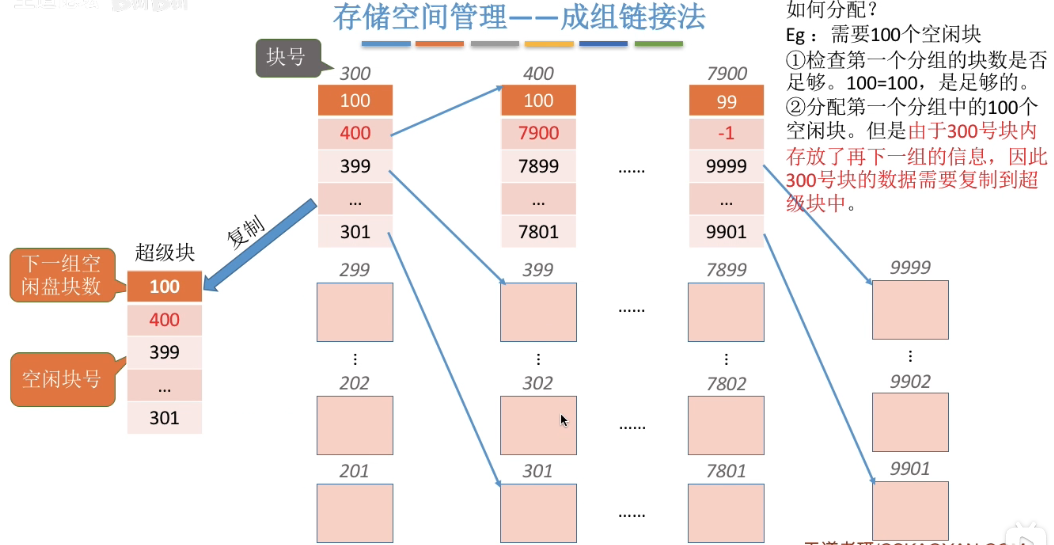 存储空间管理——成组链接法
如何分配？
Eg：需要100个空闲块
①检查第一个分组的块数是否
足够。100=100，是足够的。
②分配第一个分组中的100个
空闲块。但是由于300号块内
存放了再下一组的信息，因此
300号块的数据需要复制到超
级块中。
块号
300 400 7900
100 100 99
400 7900 -1
399 7899 …… 9999
... ... ...
301 7801 9901
复制
超级块
下一组空
闲盘块数
100
400
399
...
301
空闲块号
299 399 7899 9999
……
⋮ ⋮ ⋮ ⋮
202 302 7802 9902
……
201 301 7801 9901
……